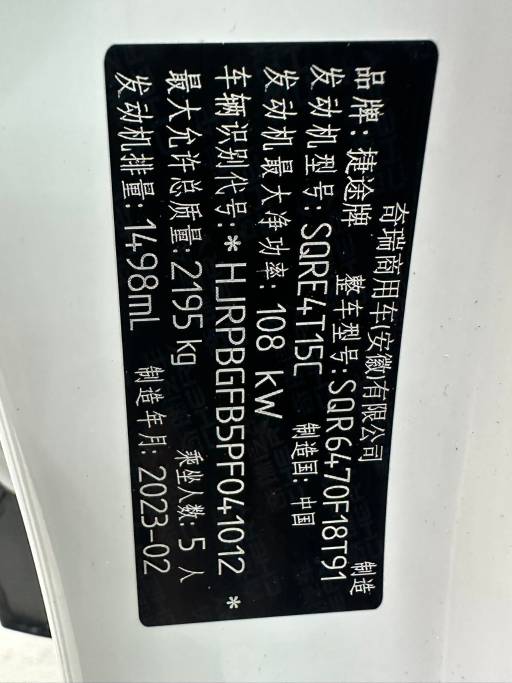 奇瑞商用车(安徽)有限公司 制造
品牌: 捷途牌 整车型号: SQR6470F18T91
发动机型号: SQRE4T15C 制造国: 中国
发动机最大净功率: 108 kW
车辆识别代号: * HJRPBGFB5PF041012 *
最大允许总质量: 2195 kg 乘坐人数: 5 人
发动机排量: 1498mL 制造年月: 2023-02